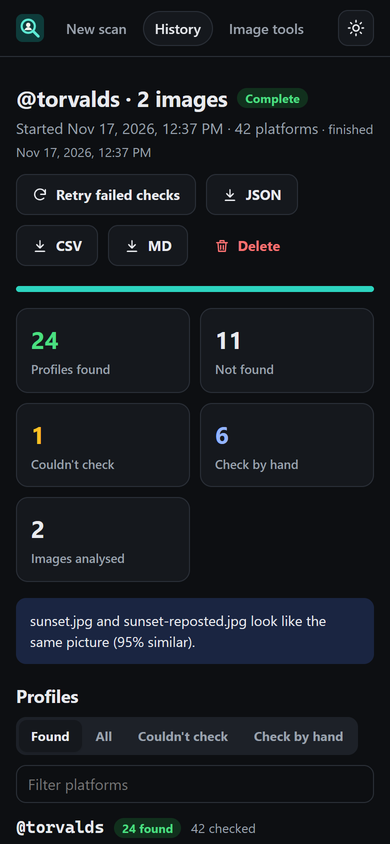 New scan History Image tools
@torvalds · 2 images Complete
Started Nov 17, 2026, 12:37 PM · 42 platforms · finished
Nov 17, 2026, 12:37 PM
Retry failed checks JSON
CSV MD Delete
24 11
Profiles found Not found
1 6
Couldn't check Check by hand
2
Images analysed
sunset.jpg and sunset-reposted.jpg look like the
same picture (95% similar).
Profiles
Found All Couldn't check Check by hand
Filter platforms
@torvalds 24 found 42 checked